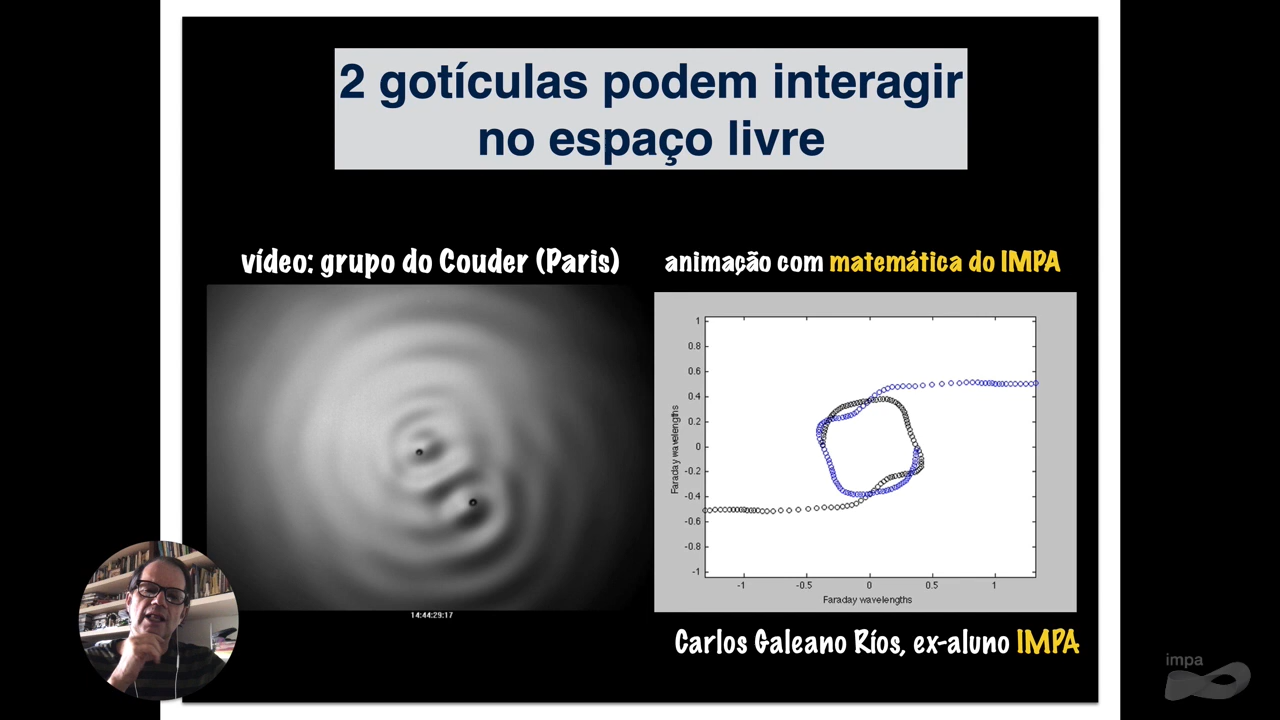 2 gotículas podem interagir
no espaço livre
vídeo: grupo do Couder (Paris)
animação com matemática do IMPA
1
0.8
0.6
0.4
0.2
0
-0.2
-0.4
-0.6
-0.8
-1
Faraday wavelengths
-1 -0.5 0 0.5 1
Faraday wavelengths
14:44:29:17
Carlos Galeano Ríos, ex-aluno IMPA
impa